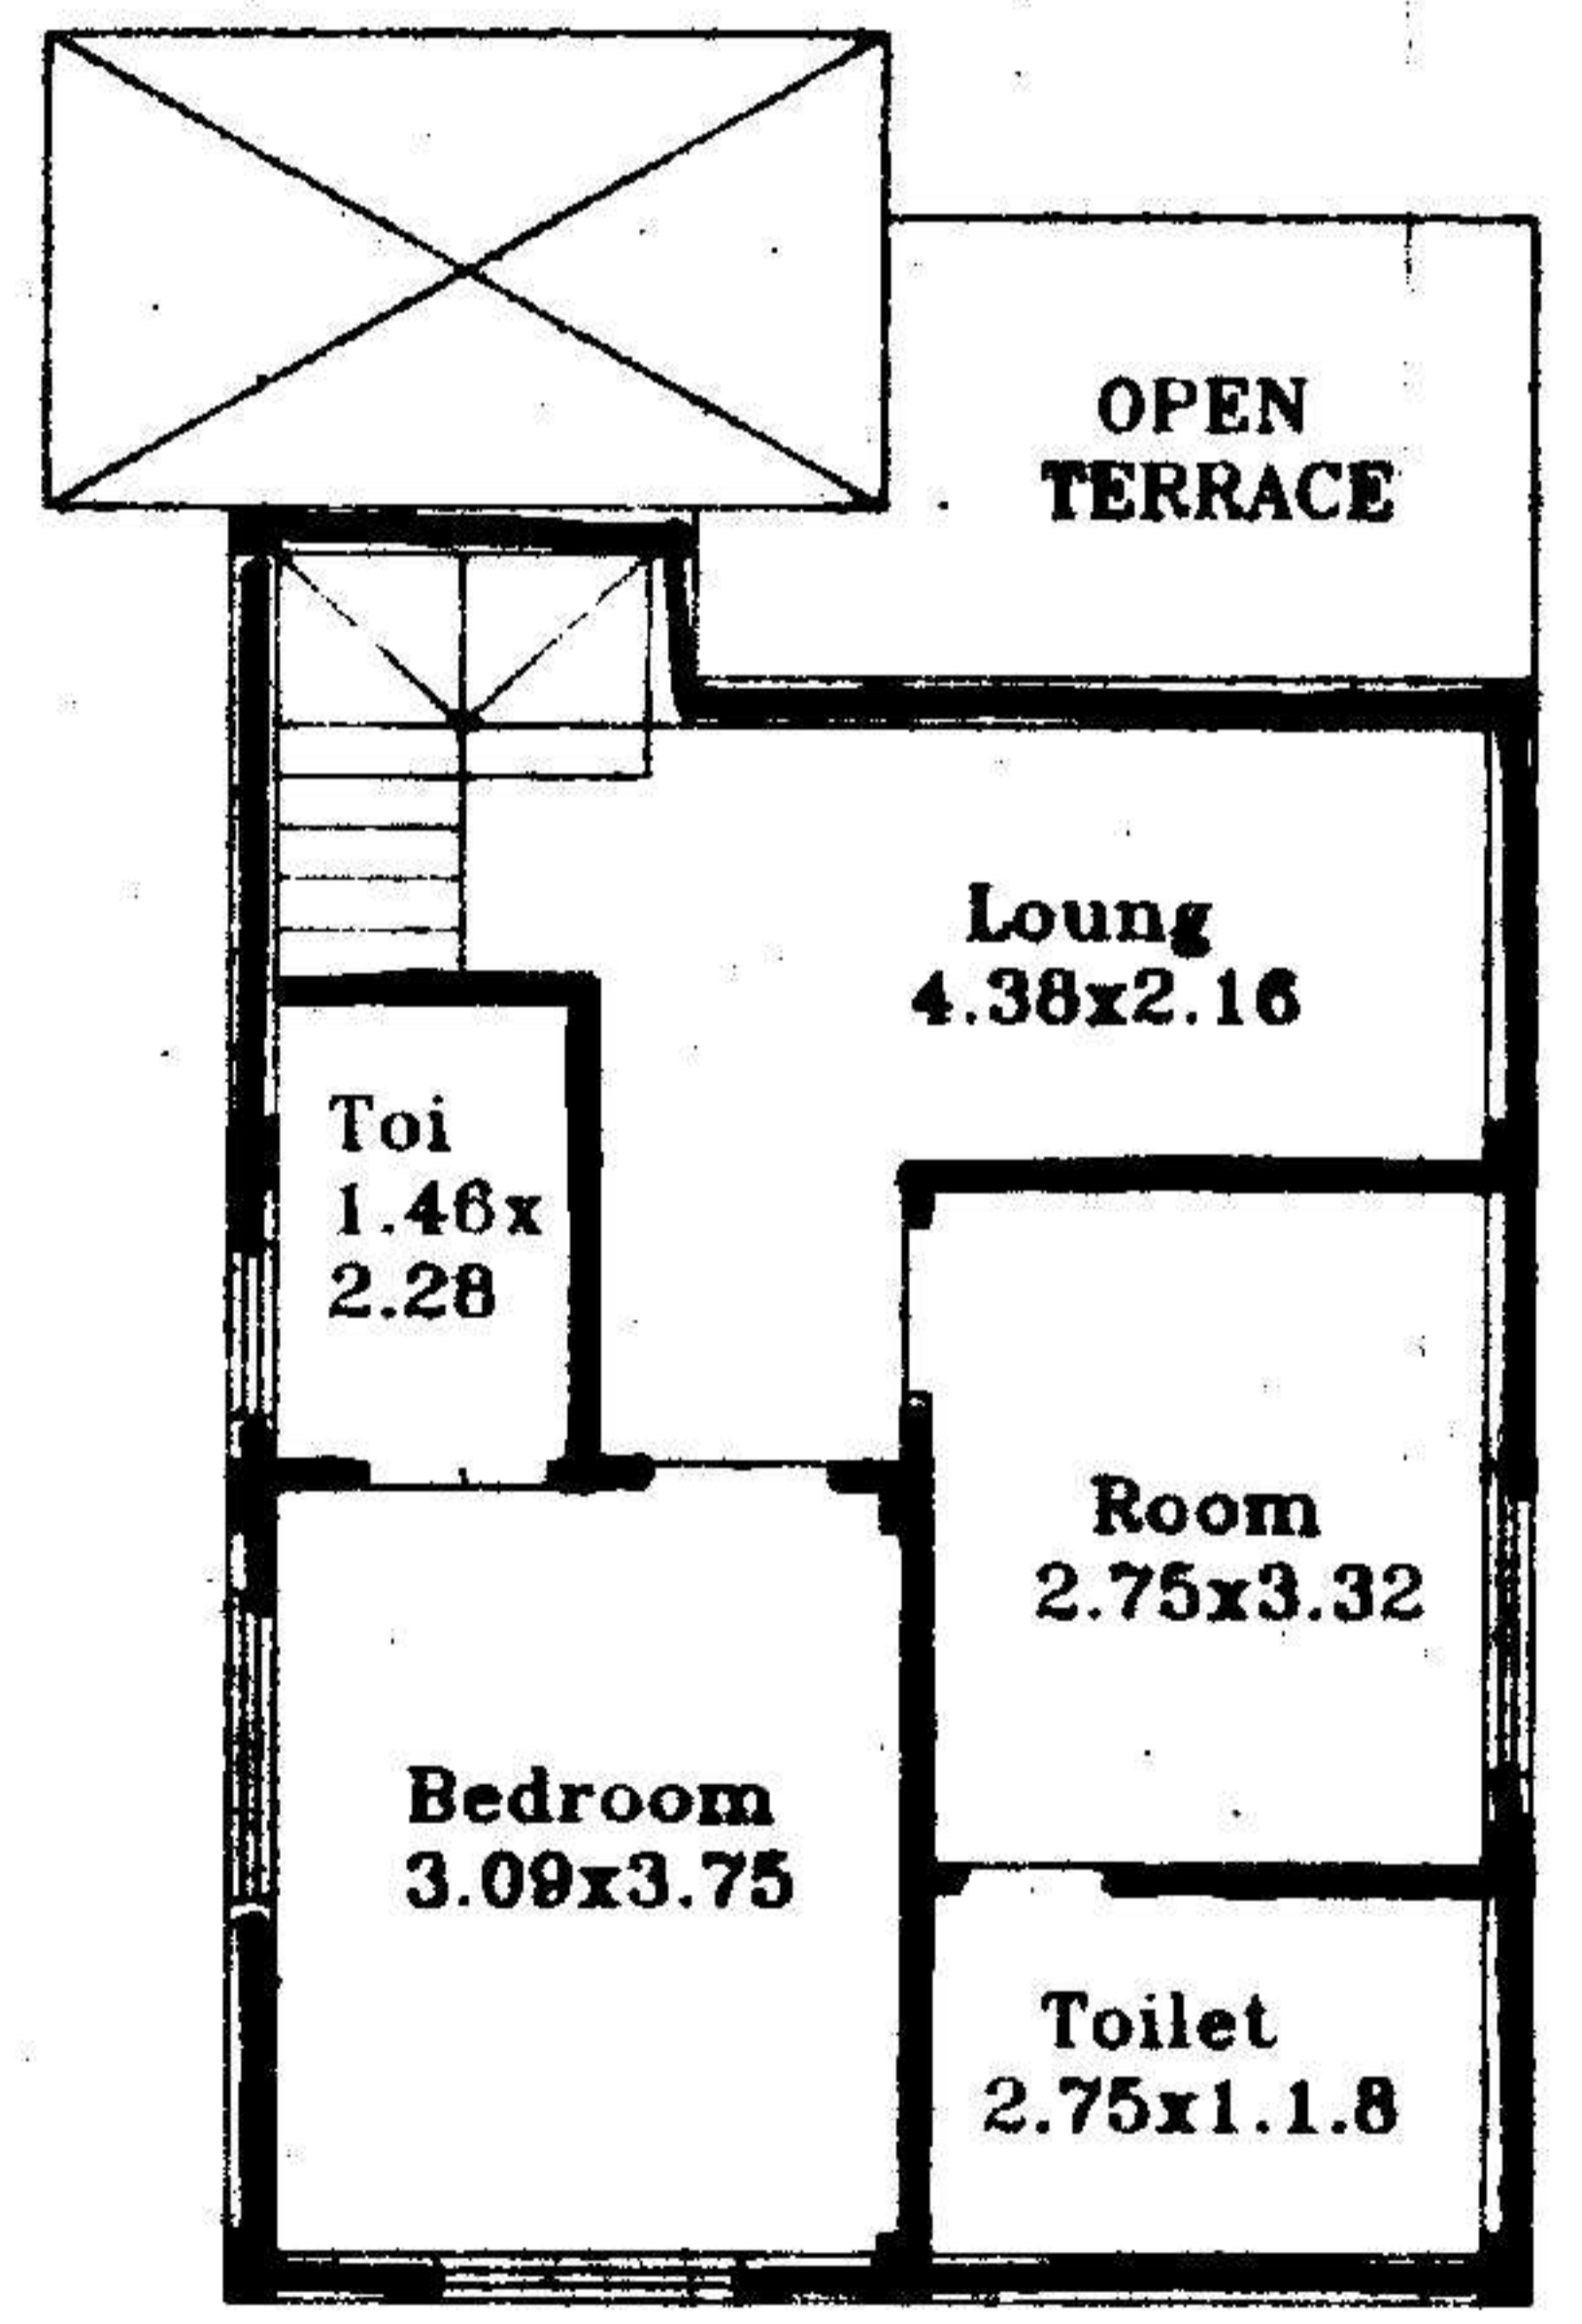 OPEN
TERRACE
Loung
4.38x2.16
Toi
1.46x
2.28
Room
2.75x3.32
Bedroom
3.09x3.75
Toilet
2.75x1.1.8